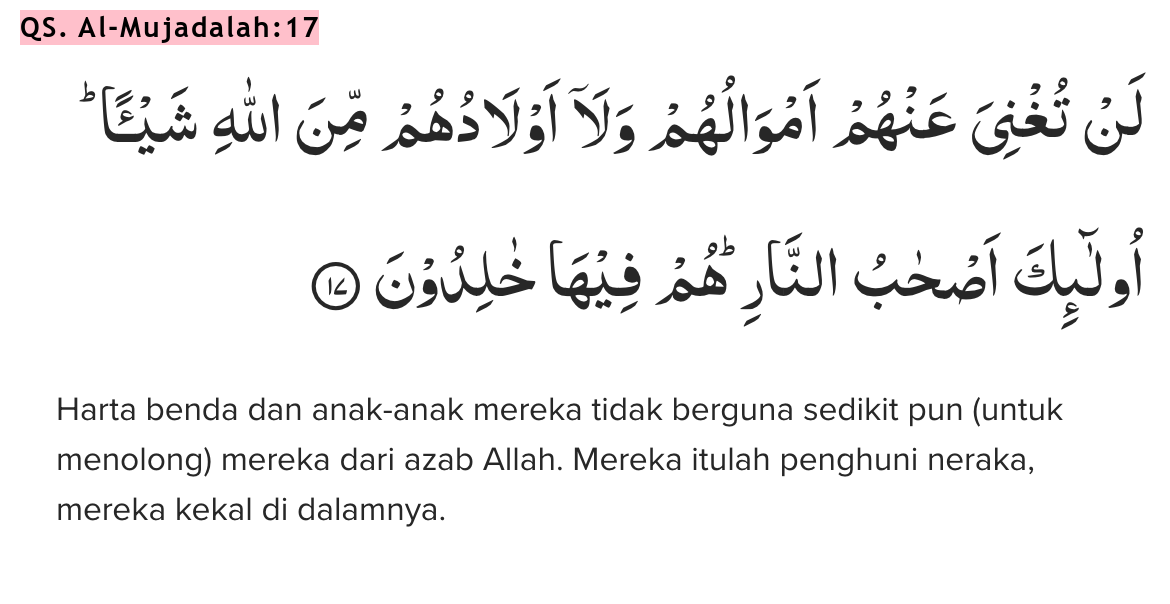 QS. Al-Mujadalah:17
لَنْ تُغْنِيَ عَنْهُمْ اَمْوَالُهُمْ وَلَآ اَوْلَادُهُمْ مِّنَ اللّٰهِ شَيْـًٔاۗ
اُولٰۤىِٕكَ اَصْحٰبُ النَّارِۗ هُمْ فِيْهَا خٰلِدُوْنَ ١٧
Harta benda dan anak-anak mereka tidak berguna sedikit pun (untuk
menolong) mereka dari azab Allah. Mereka itulah penghuni neraka,
mereka kekal di dalamnya.